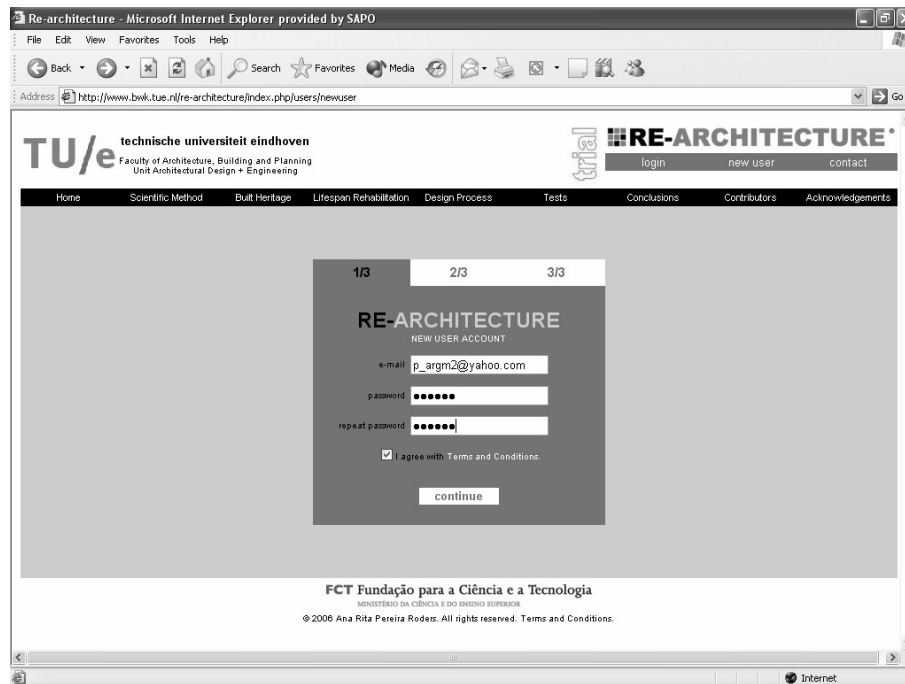 Re-architecture - Microsoft Internet Explorer provided by SAPO
File Edit View Favorites Tools Help
Back Search Favorites Media
Address http://www.bwk.tue.nl/re-architecture/index.php/users/newuser Go
TU/e technische universiteit eindhoven
Faculty of Architecture, Building and Planning
Unit Architectural Design + Engineering
trial
RE-ARCHITECTURE
login new user contact
Home Scientific Method Built Heritage Lifespan Rehabilitation Design Process Tests Conclusions Contributors Acknowledgements
1/3 2/3 3/3
RE-ARCHITECTURE
NEW USER ACCOUNT
e-mail p_argm2@yahoo.com
password ●●●●●●
repeat password ●●●●●●
I agree with Terms and Conditions.
continue
FCT Fundação para a Ciência e a Tecnologia
MINISTÉRIO DA CIÊNCIA E DO ENSINO SUPERIOR
© 2006 Ana Rita Pereira Roders. All rights reserved. Terms and Conditions.
Internet